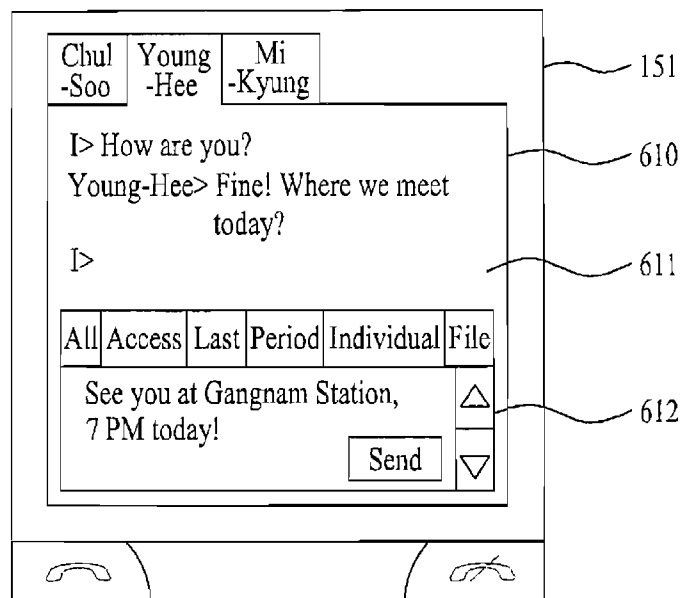 Chul
-Soo
Young
-Hee
Mi
-Kyung
151
I> How are you?
610
Young-Hee> Fine! Where we meet
today?
I>
611
All Access Last Period Individual File
See you at Gangnam Station,
7 PM today!
612
Send